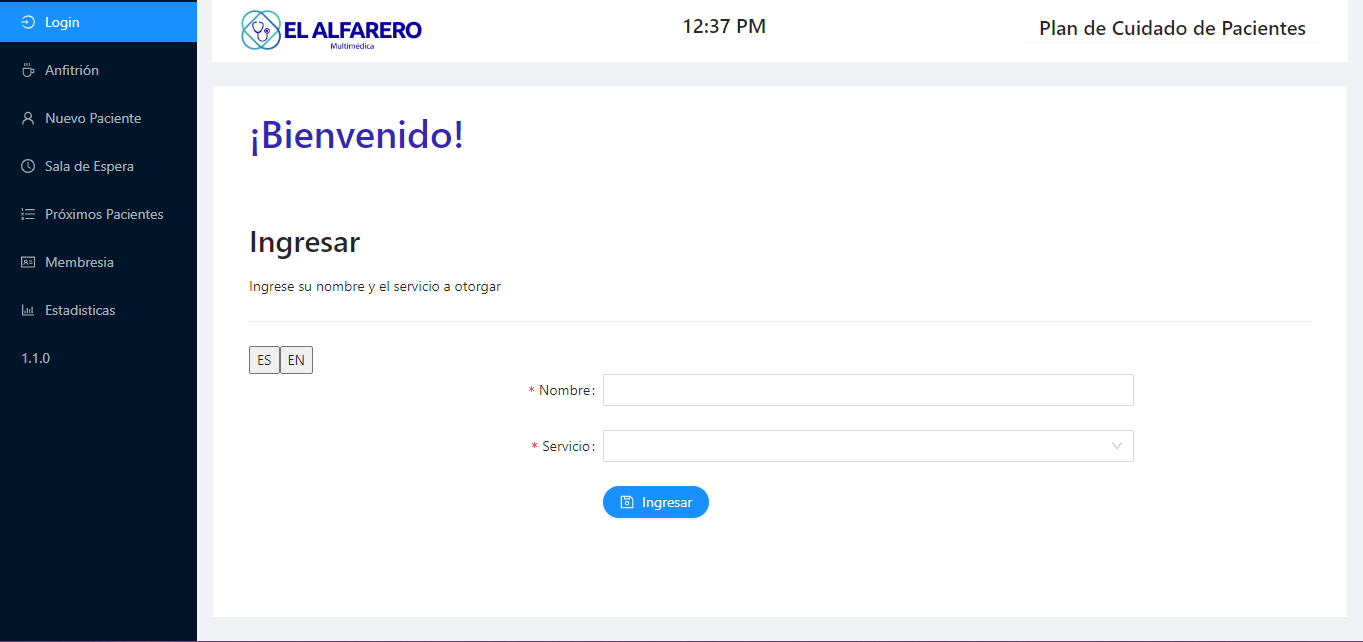 Login
Anfitrión
Nuevo Paciente
Sala de Espera
Próximos Pacientes
Membresia
Estadisticas
1.1.0
EL ALFARERO
Multimédica
12:37 PM
Plan de Cuidado de Pacientes
¡Bienvenido!
Ingresar
Ingrese su nombre y el servicio a otorgar
ES EN
* Nombre:
* Servicio:
Ingresar